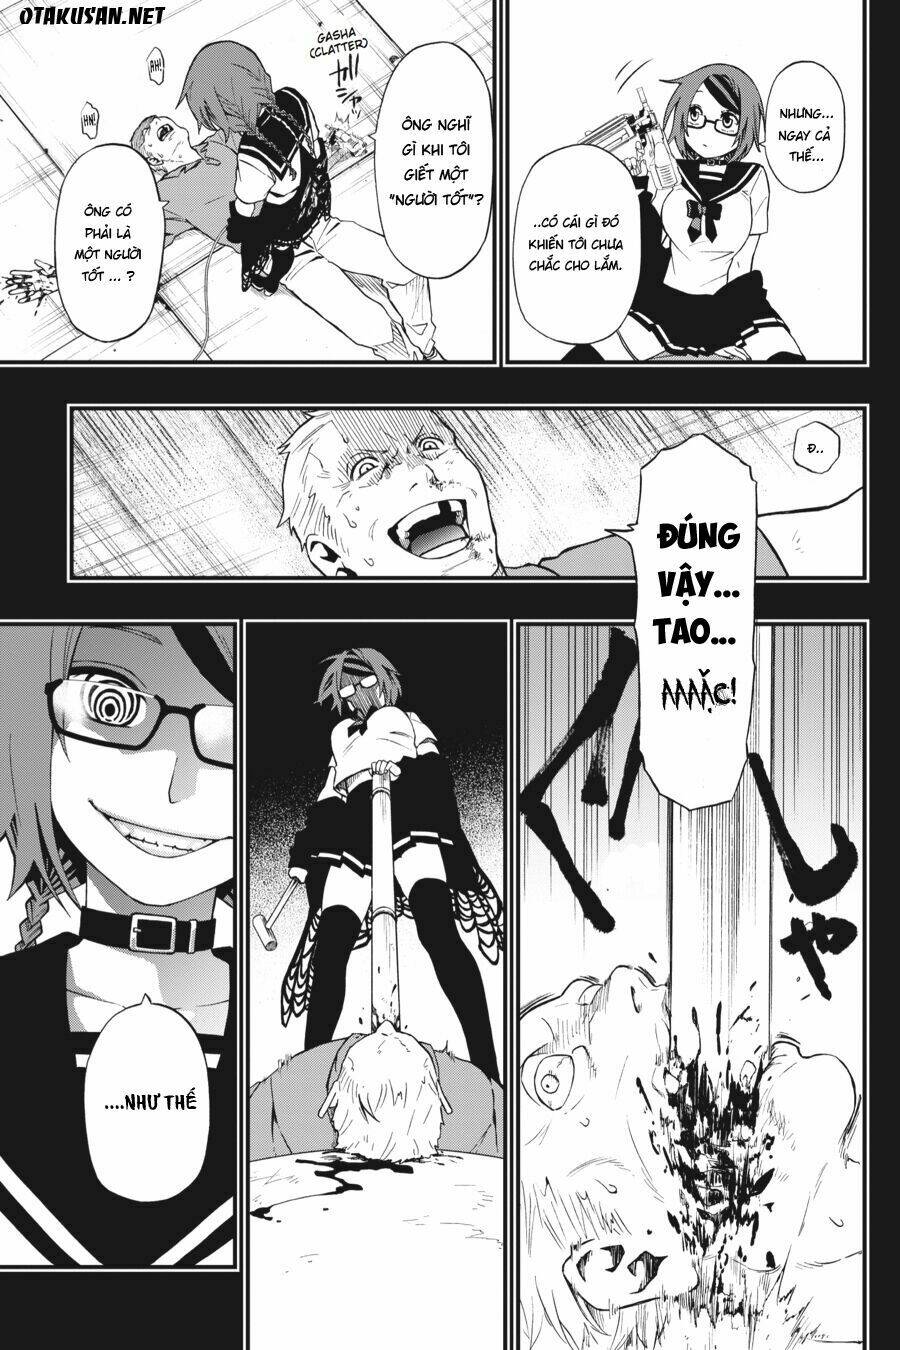 OTAKUSAN.NET
NHƯNG...
NGAY CẢ
THẾ...
..CÓ CÁI GÌ ĐÓ
KHIẾN TÔI CHƯA
CHẮC CHO LẮM.
GASHA
(CLATTER)
AH!
HN!
ÔNG NGHĨ
GÌ KHI TÔI
GIẾT MỘT
"NGƯỜI TỐT"?
ÔNG CÓ
PHẢI LÀ
MỘT NGƯỜI
TỐT ... ?
Đ..
ĐÚNG
VẬY...
TAO...
MẶC!
....NHƯ THẾ